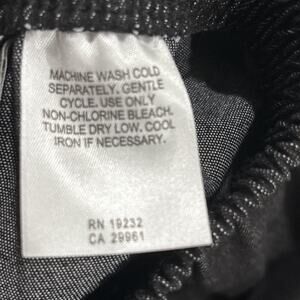 MACHINE WASH COLD
SEPARATELY. GENTLE
CYCLE. USE ONLY
NON-CHLORINE BLEACH.
TUMBLE DRY LOW. COOL
IRON IF NECESSARY.
RN 19232
CA 29961